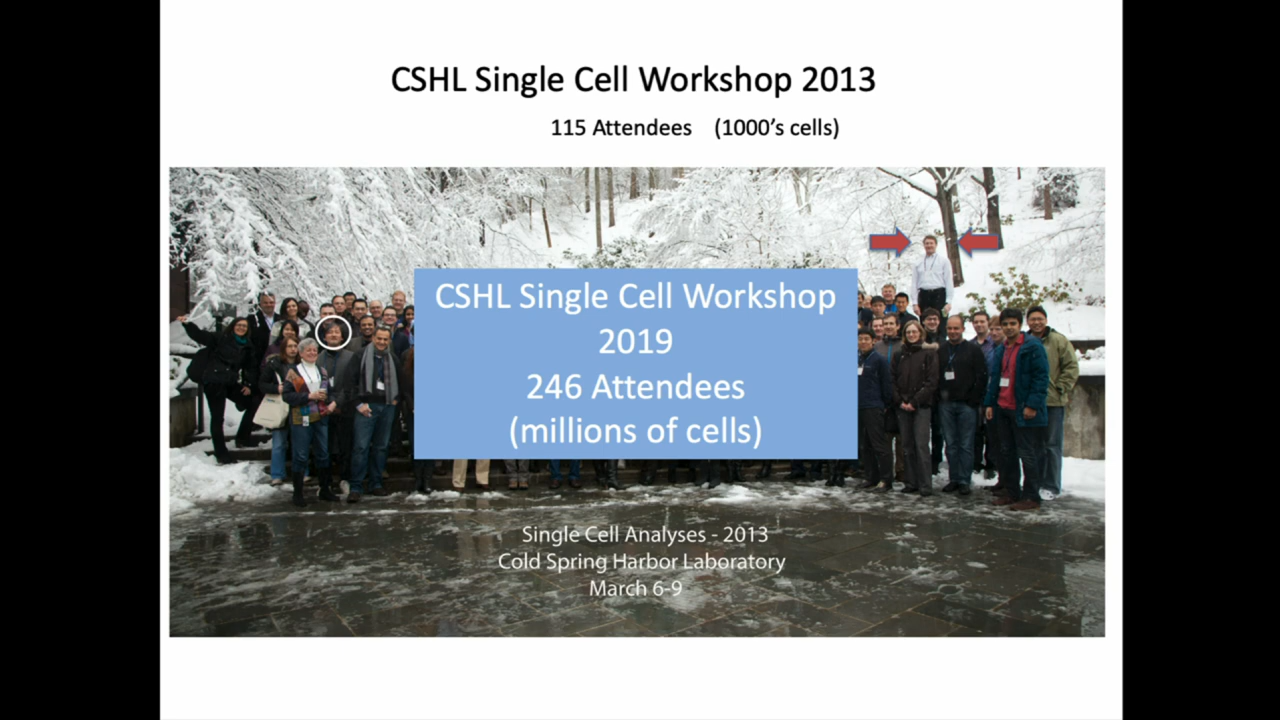 CSHL Single Cell Workshop 2013
115 Attendees (1000’s cells)
CSHL Single Cell Workshop
2019
246 Attendees
(millions of cells)
Single Cell Analyses - 2013
Cold Spring Harbor Laboratory
March 6-9